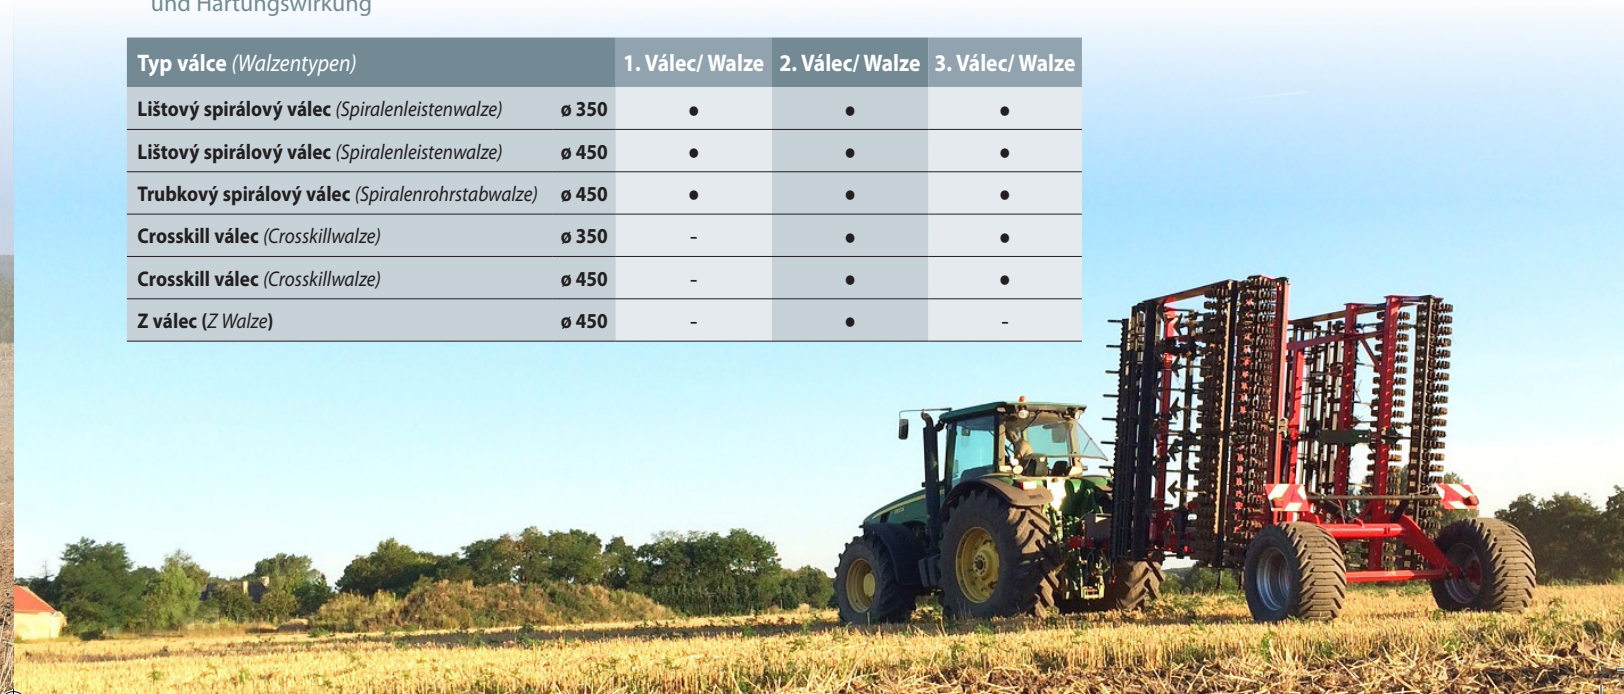 und Härtungswirkung
Typ válce (Walzentypen) 1. Válec/ Walze 2. Válec/ Walze 3. Válec/ Walze
Lištový spirálový válec (Spiralenleistenwalze) ø 350 • • •
Lištový spirálový válec (Spiralenleistenwalze) ø 450 • • •
Trubkový spirálový válec (Spiralenrohrstabwalze) ø 450 • • •
Crosskill válec (Crosskillwalze) ø 350 - • •
Crosskill válec (Crosskillwalze) ø 450 - • •
Z válec (Z Walze) ø 450 - • -